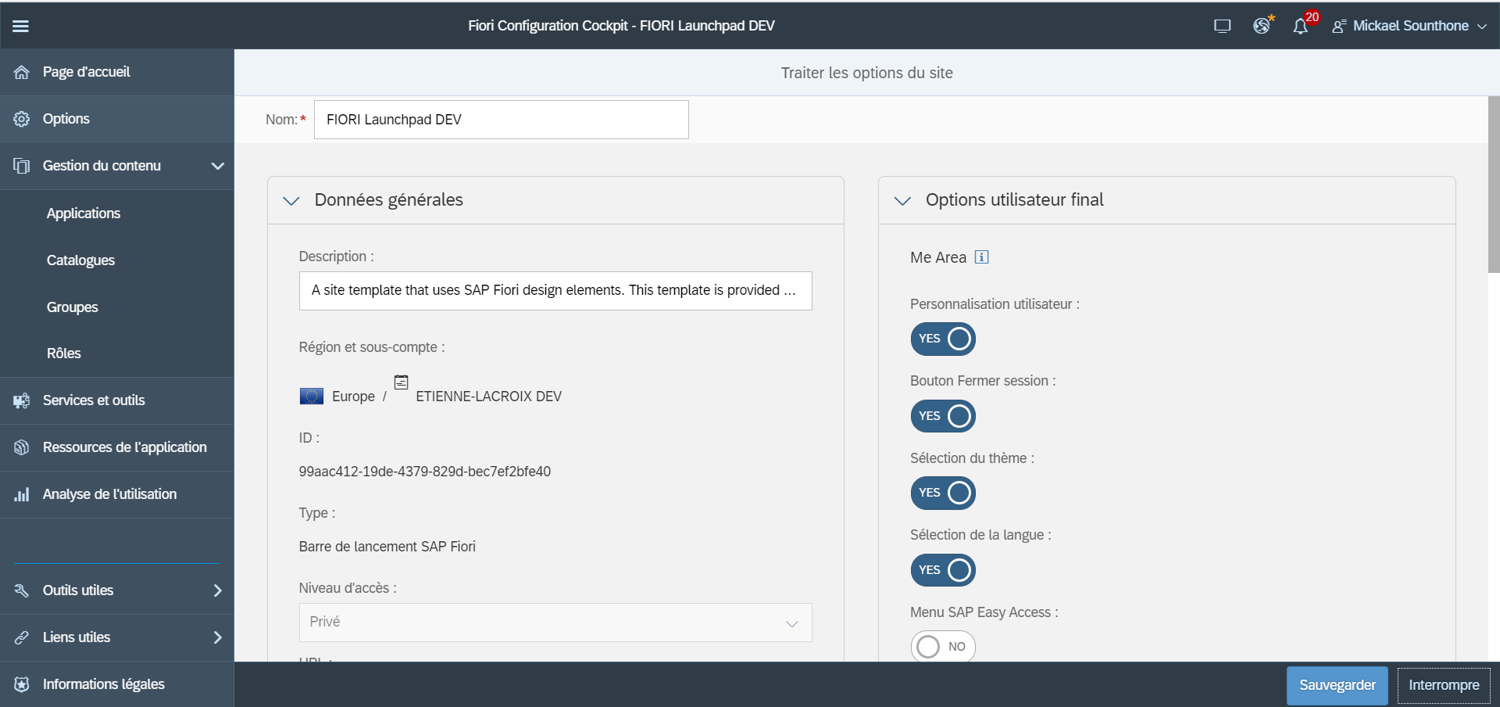 Fiori Configuration Cockpit - FIORI Launchpad DEV
20
Mickael Sounthone
Page d'accueil
Options
Gestion du contenu
Applications
Catalogues
Groupes
Rôles
Services et outils
Ressources de l'application
Analyse de l'utilisation
Outils utiles
Liens utiles
Informations légales
Traiter les options du site
Nom:* FIORI Launchpad DEV
Données générales
Description :
A site template that uses SAP Fiori design elements. This template is provided ...
Région et sous-compte :
Europe / ETIENNE-LACROIX DEV
ID :
99aac412-19de-4379-829d-bec7ef2bfe40
Type :
Barre de lancement SAP Fiori
Niveau d'accès :
Privé
Options utilisateur final
Me Area
Personnalisation utilisateur :
YES
Bouton Fermer session :
YES
Sélection du thème :
YES
Sélection de la langue :
YES
Menu SAP Easy Access :
NO
Sauvegarder
Interrompre